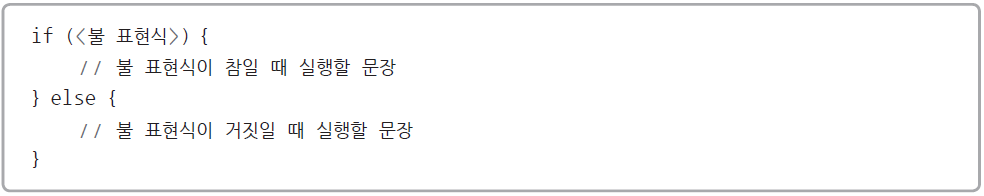 if (<불 표현식>) {
    // 불 표현식이 참일 때 실행할 문장
} else {
    // 불 표현식이 거짓일 때 실행할 문장
}